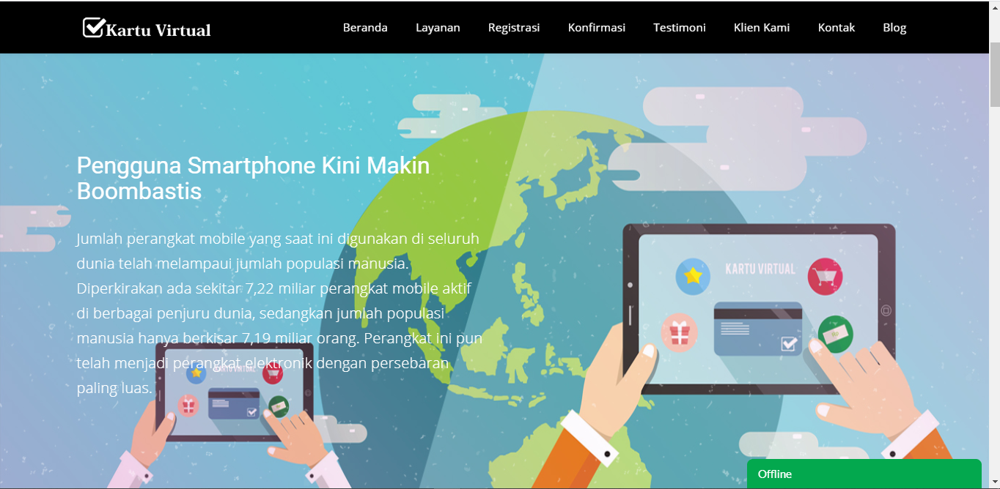 Kartu Virtual
Beranda Layanan Registrasi Konfirmasi Testimoni Klien Kami Kontak Blog
Pengguna Smartphone Kini Makin
Boombastis
Jumlah perangkat mobile yang saat ini digunakan di seluruh
dunia telah melampaui jumlah populasi manusia.
Diperkirakan ada sekitar 7,22 miliar perangkat mobile aktif
di berbagai penjuru dunia, sedangkan jumlah populasi
manusia hanya berkisar 7,19 miliar orang. Perangkat ini pun
telah menjadi perangkat elektronik dengan persebaran
paling luas.
KARTU VIRTUAL
KARTU VIRTUAL
Offline